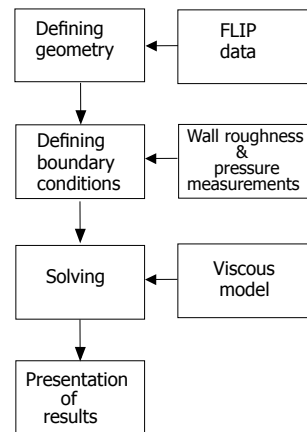 Defining
geometry
FLIP
data
Defining
boundary
conditions
Wall roughness
&
pressure
measurements
Solving
Viscous
model
Presentation
of
results